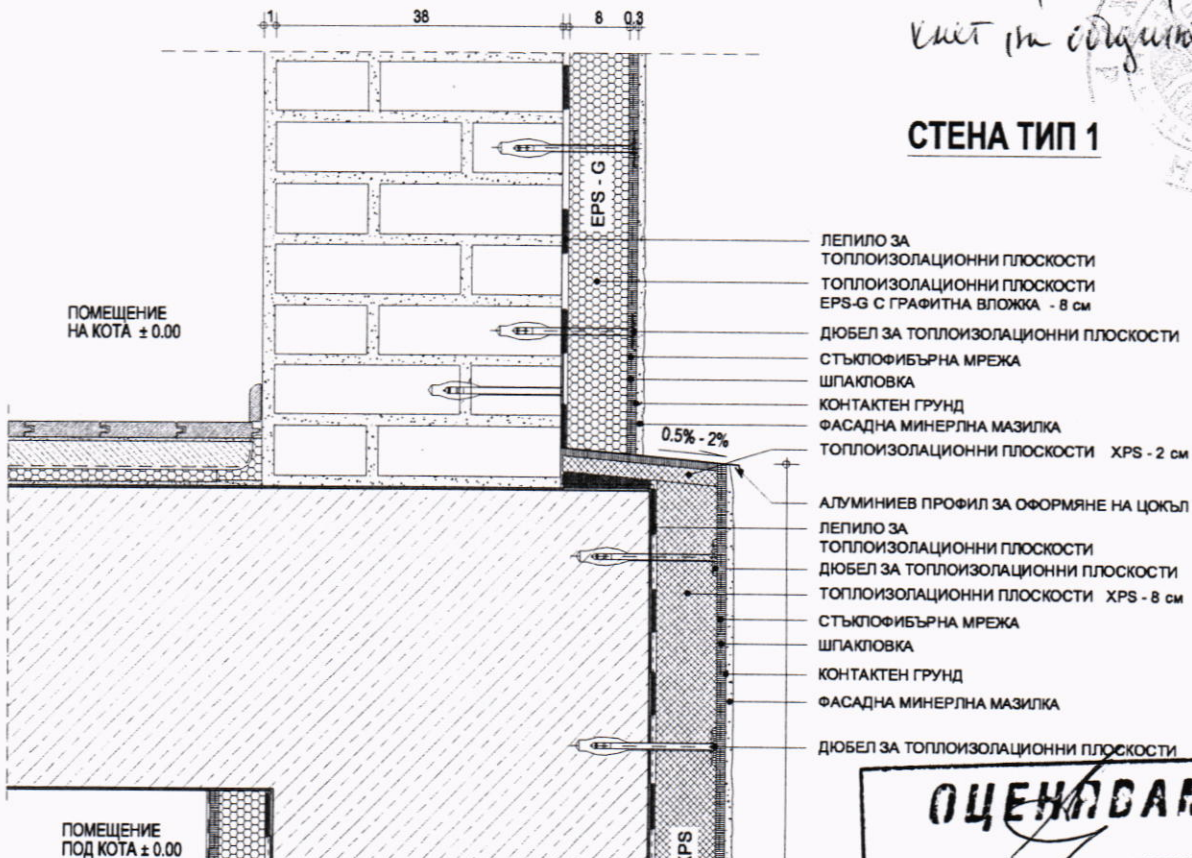 1 38 8 0.3
СТЕНА ТИП 1
EPS - G
ЛЕПИЛО ЗА
ТОПЛОИЗОЛАЦИОННИ ПЛОСКОСТИ
ТОПЛОИЗОЛАЦИОННИ ПЛОСКОСТИ
EPS-G С ГРАФИТНА ВЛОЖКА - 8 см
ПОМЕЩЕНИЕ
НА КОТА ± 0.00
ДЮБЕЛ ЗА ТОПЛОИЗОЛАЦИОННИ ПЛОСКОСТИ
СТЪКЛОФИБЪРНА МРЕЖА
ШПАКЛОВКА
КОНТАКТЕН ГРУНД
ФАСАДНА МИНЕРЛНА МАЗИЛКА
0.5% - 2%
ТОПЛОИЗОЛАЦИОННИ ПЛОСКОСТИ XPS - 2 см
АЛУМИНИЕВ ПРОФИЛ ЗА ОФОРМЯНЕ НА ЦОКЪЛ
ЛЕПИЛО ЗА
ТОПЛОИЗОЛАЦИОННИ ПЛОСКОСТИ
ДЮБЕЛ ЗА ТОПЛОИЗОЛАЦИОННИ ПЛОСКОСТИ
ТОПЛОИЗОЛАЦИОННИ ПЛОСКОСТИ XPS - 8 см
СТЪКЛОФИБЪРНА МРЕЖА
ШПАКЛОВКА
КОНТАКТЕН ГРУНД
ФАСАДНА МИНЕРЛНА МАЗИЛКА
ДЮБЕЛ ЗА ТОПЛОИЗОЛАЦИОННИ ПЛОСКОСТИ
ПОМЕЩЕНИЕ
ПОД КОТА ± 0.00